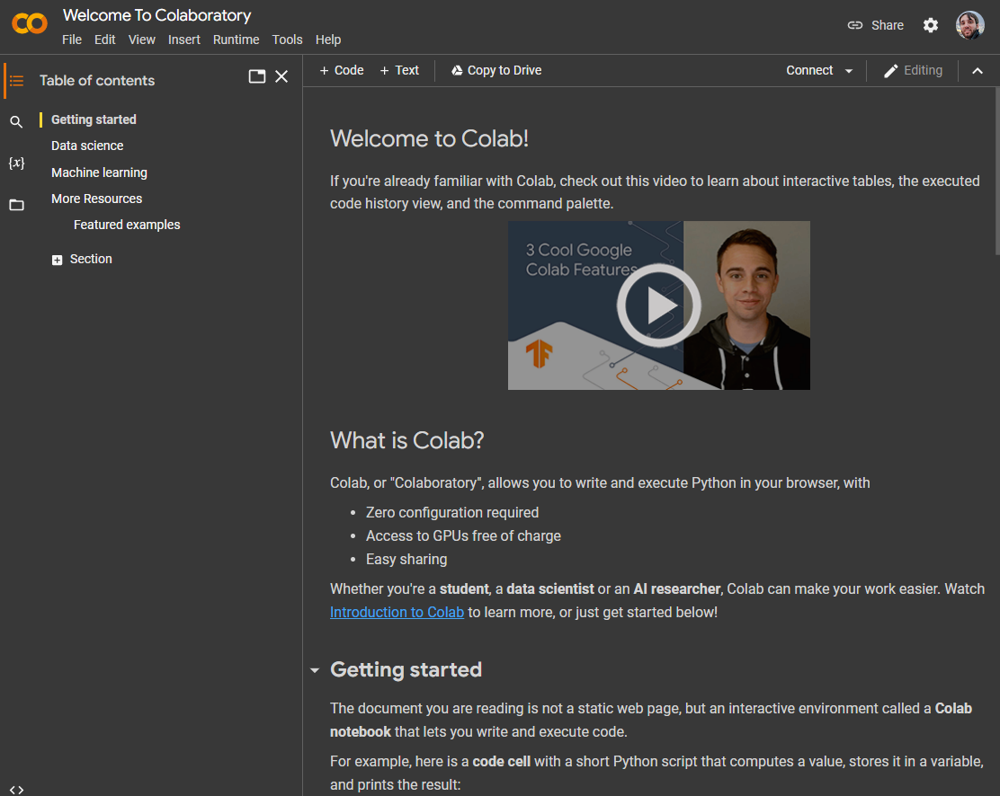 Welcome To Colaboratory
File Edit View Insert Runtime Tools Help
Share
Table of contents
Getting started
Data science
Machine learning
More Resources
Featured examples
Section
+ Code + Text
Copy to Drive
Connect
Editing
Welcome to Colab!
If you're already familiar with Colab, check out this video to learn about interactive tables, the executed
code history view, and the command palette.
3 Cool Google
Colab Features
What is Colab?
Colab, or "Colaboratory", allows you to write and execute Python in your browser, with
• Zero configuration required
• Access to GPUs free of charge
• Easy sharing
Whether you're a student, a data scientist or an AI researcher, Colab can make your work easier. Watch
Introduction to Colab to learn more, or just get started below!
Getting started
The document you are reading is not a static web page, but an interactive environment called a Colab
notebook that lets you write and execute code.
For example, here is a code cell with a short Python script that computes a value, stores it in a variable,
and prints the result: